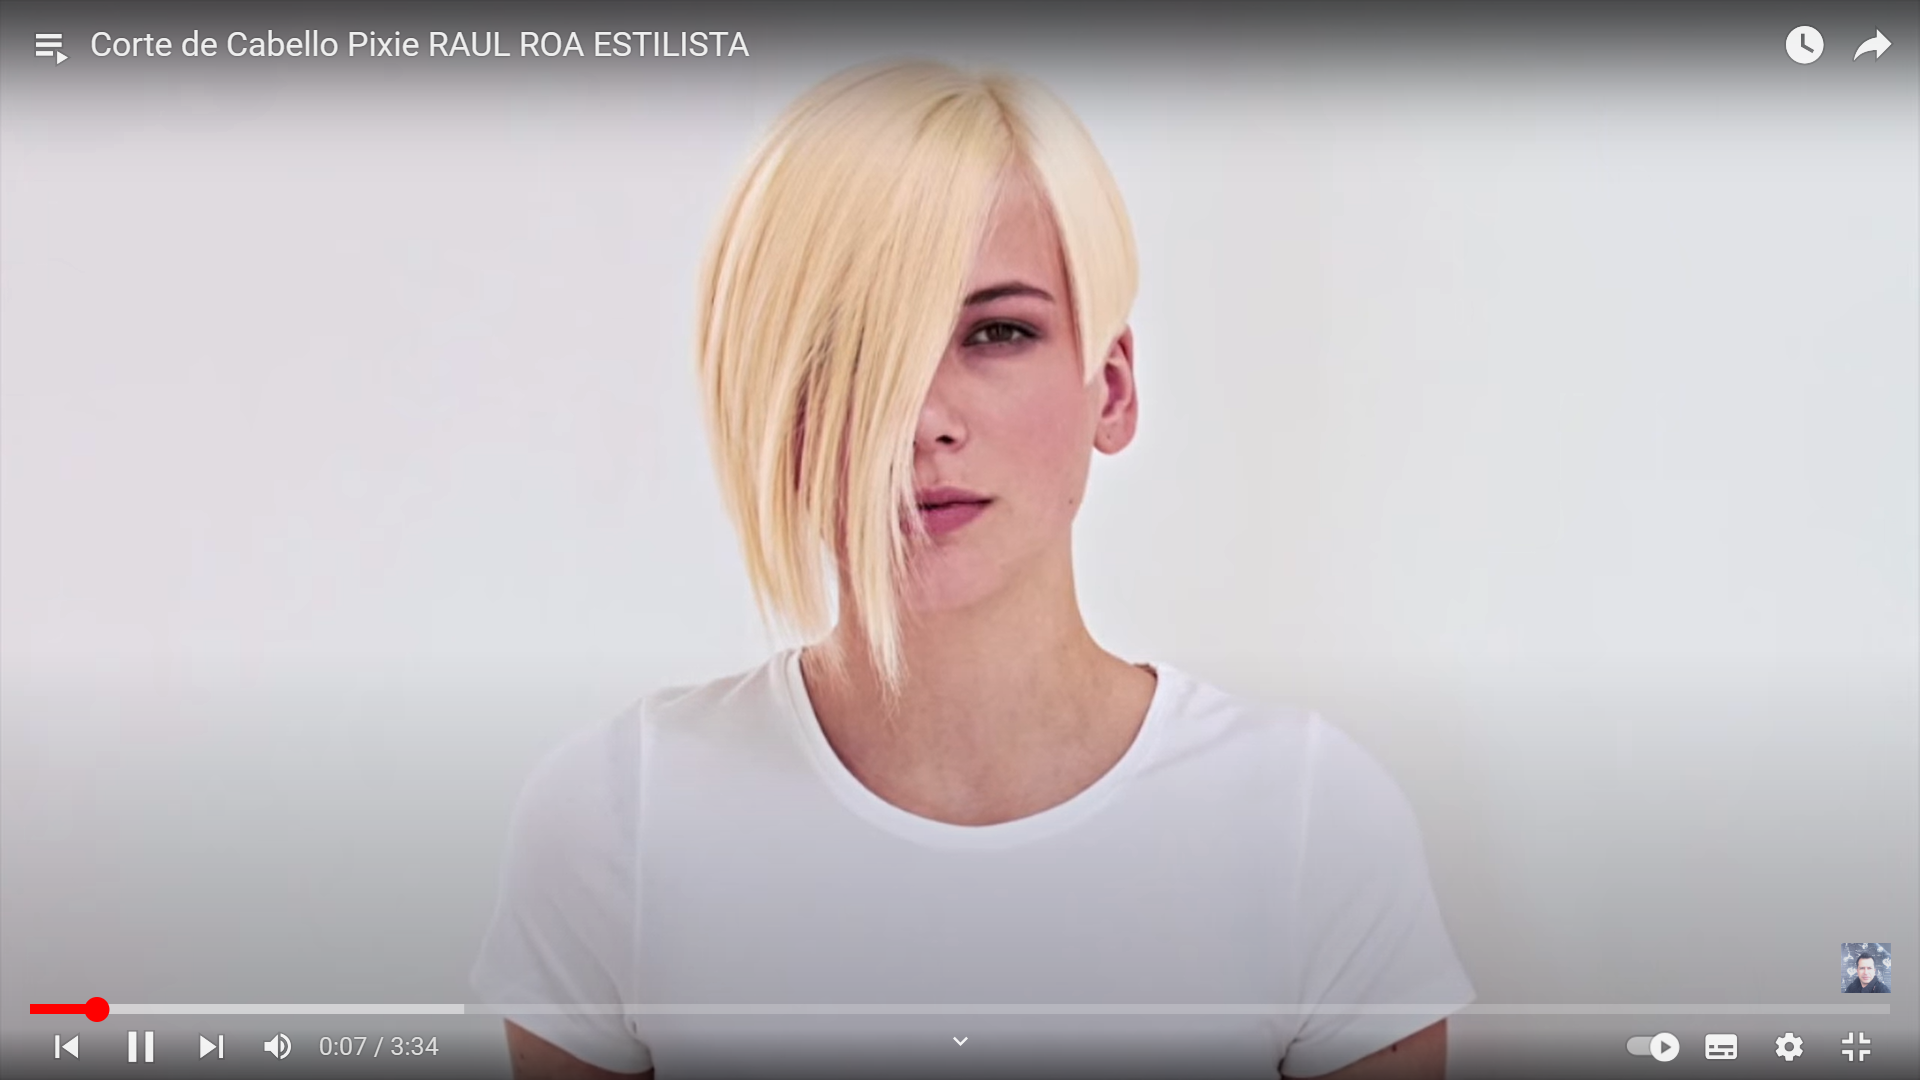 Corte de Cabello Pixie RAUL ROA ESTILISTA
0:07 / 3:34